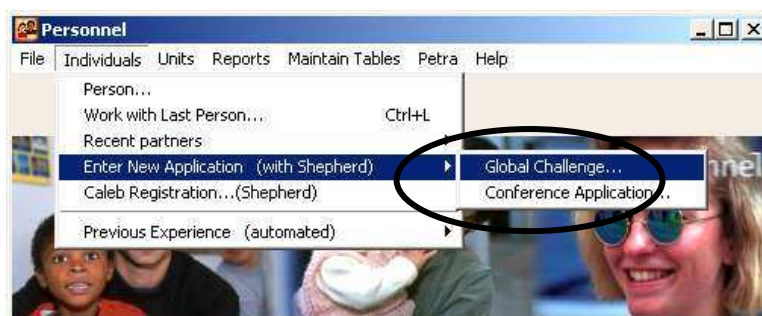 Personnel
File Individuals Units Reports Maintain Tables Petra Help
Person...
Work with Last Person... Ctrl+L
Recent partners
Enter New Application (with Shepherd)
Global Challenge...
Caleb Registration...(Shepherd)
Conference Application...
Previous Experience (automated)
nnel